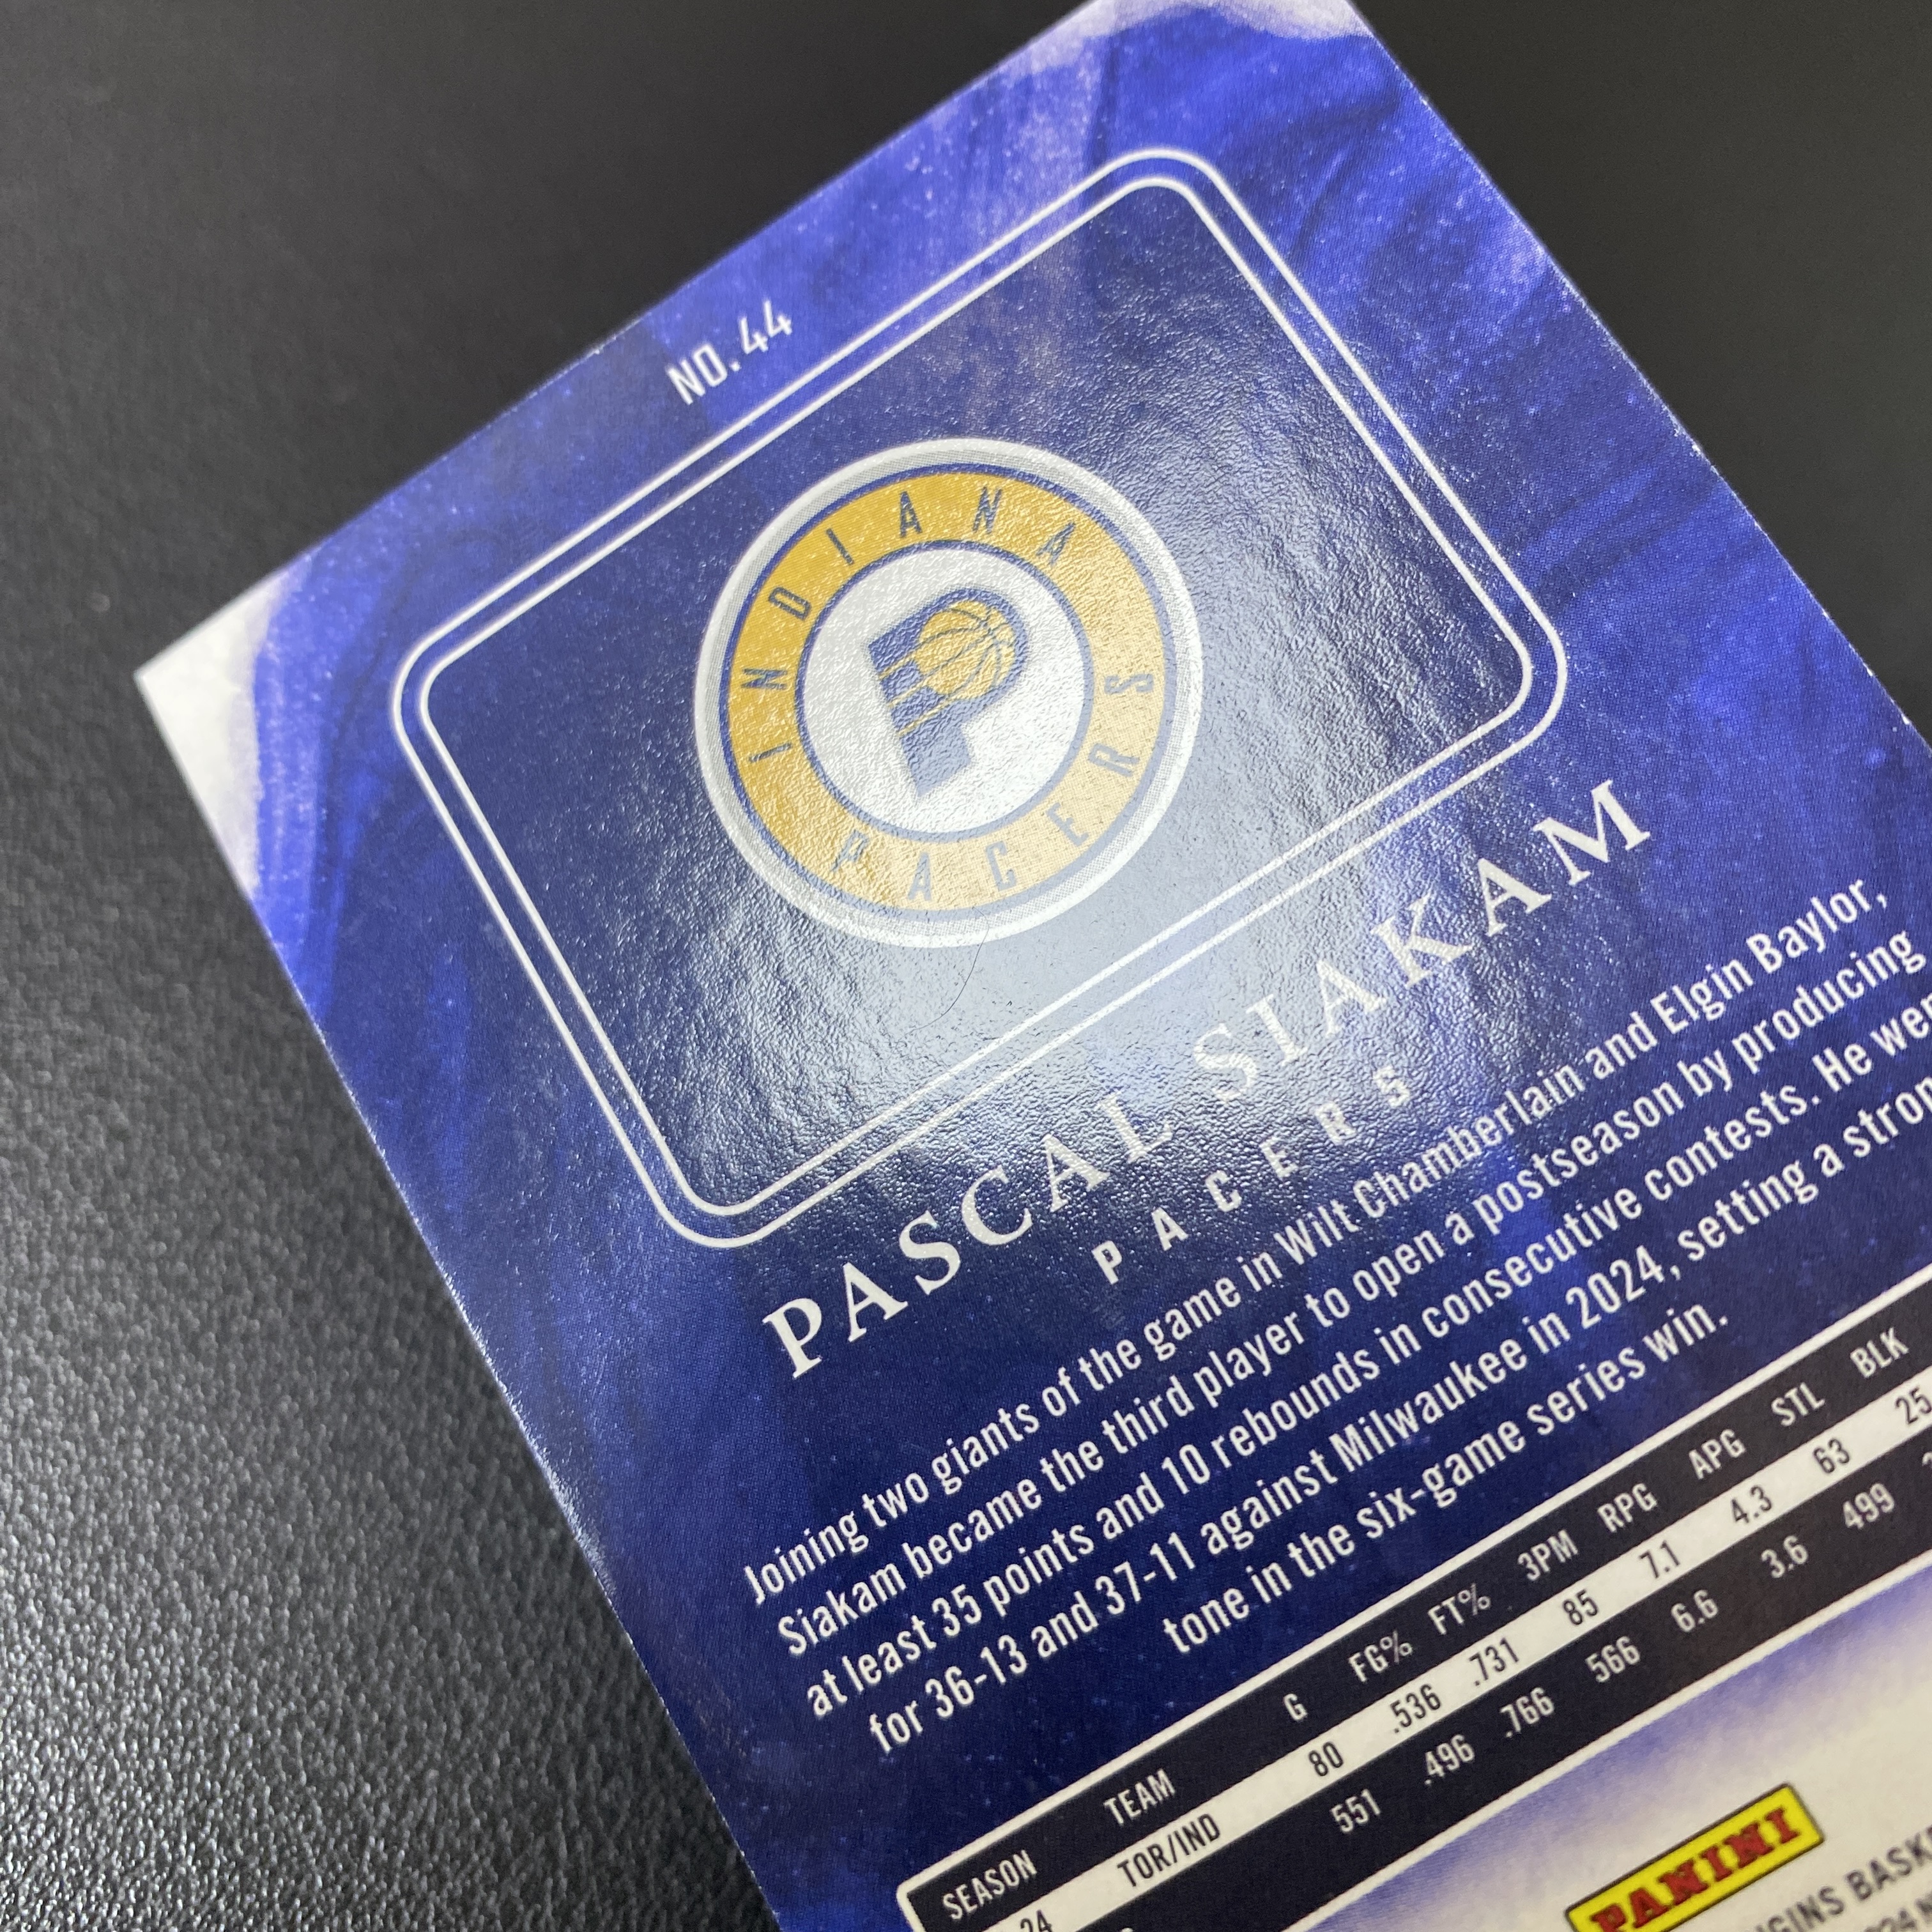 NO. 44
INDIANA
PACERS
PASCAL SIAKAM
PACERS
Joining two giants of the game in Wilt Chamberlain and Elgin Baylor,
Siakam became the third player to open a postseason by producing
at least 35 points and 10 rebounds in consecutive contests. He
for 36-13 and 37-11 against Milwaukee in 2024, setting a
tone in the six-game series win.
SEASON TEAM G FG% FT% 3PM RPG APG STL BLK
24 TOR/IND 80 .536 .731 85 7.1 4.3 63 25
551 .496 .766 566 6.6 3.6 499
PANINI